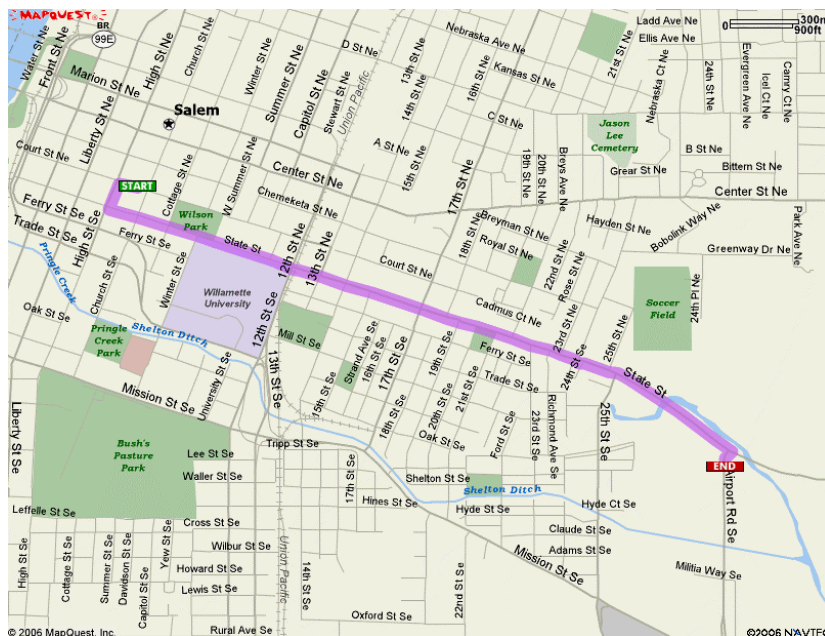 MAPQUEST
BR
99E
Water St Ne
Front St Ne
High St Ne
Church St Ne
Winter St Ne
Summer St Ne
Capitol St Ne
Stewart St Ne
Union Pacific
D St Ne
13th St Ne
14th St Ne
Nebraska Ave Ne
Kansas St Ne
16th St Ne
21st St Ne
Ladd Ave Ne
Ellis Ave Ne
0 300m
900ft
Nebraska Ct Ne
24th St Ne
Evergreen Ave Ne
Icel Ct Ne
Canry Ct Ne
Marion St Ne
Liberty St Ne
Salem
C St Ne
Jason
Lee
Cemetery
A St Ne
15th St Ne
19th St Ne
20th St Ne
Breys Ave Ne
B St Ne
Grear St Ne
Bittern St Ne
Court St Ne
START
Cottage St Ne
W Summer St Ne
Center St Ne
Chemeketa St Ne
17th St Ne
Center St Ne
Ferry St Se
Trade St Se
High St Se
Wilson
Park
Ferry St Se
State St
12th St Ne
13th St Ne
Court St Ne
18th St Ne
Breyman St Ne
Royal St Ne
22nd St Ne
Rose St Ne
Hayden St Ne
Bobolink Way Ne
Greenway Dr Ne
Park Ave Ne
Pringle Creek
Church St Se
Winter St Se
Willamette
University
12th St Se
Cadmus Ct Ne
23rd St Ne
25th St Ne
Soccer
Field
24th Pl Ne
Oak St Se
Pringle
Creek
Park
Shelton Ditch
Mill St Se
Strand Ave Se
16th St Se
17th St Se
19th St Se
Ferry St Se
24th St Se
State St
Mission St Se
University St Se
13th St Se
15th St Se
18th St Se
20th St Se
21st St Se
Trade St Se
Ford St Se
Richmond Ave Se
23rd St Se
25th St Se
Liberty St Se
Bush's
Pasture
Park
Lee St Se
Waller St Se
Tripp St Se
17th St Se
Oak St Se
Shelton St Se
Shelton Ditch
END
Airport Rd Se
Leffelle St Se
Hines St Se
Hyde St Se
Hyde Ct Se
Cross St Se
Claude St Se
Adams St Se
High St Se
Cottage St Se
Summer St Se
Davidson St Se
Capitol St Se
Yew St Se
Wilbur St Se
Howard St Se
Lewis St Se
Rural Ave Se
Union Pacific
14th St Se
22nd St Se
Mission St Se
Militia Way Se
Oxford St Se
© 2006 MapQuest, Inc.
©2006 NAVTEQ